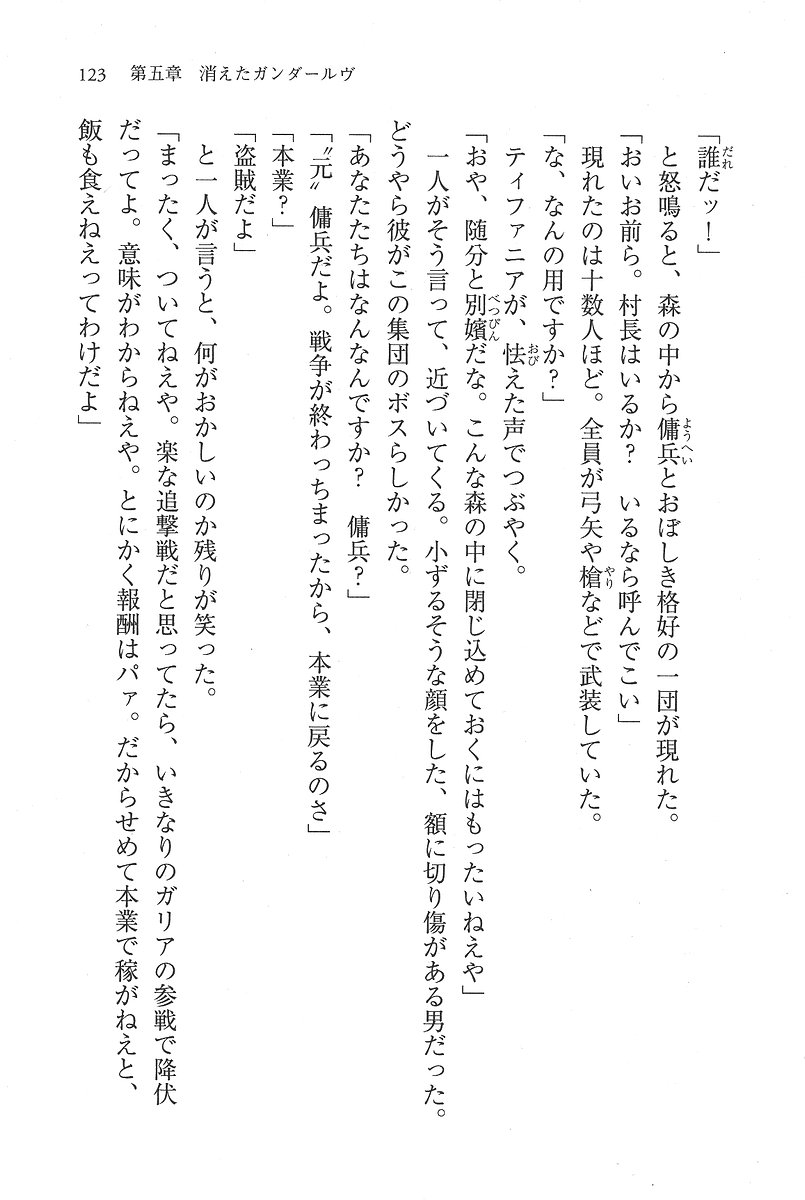 123　第五章　消えたガンダールヴ
「誰だッ！」
だれ
と怒鳴ると、森の中から傭兵とおぼしき格好の一団が現れた。
ようへい
「おいお前ら。村長はいるか？　いるなら呼んでこい」
現れたのは十数人ほど。全員が弓矢や槍などで武装していた。
やり
「な、なんの用ですか？」
ティファニアが、怯えた声でつぶやく。
おび
「おや、随分と別嬪だな。こんな森の中に閉じ込めておくにはもったいねえや」
べっぴん
一人がそう言って、近づいてくる。小ずるそうな顔をした、額に切り傷がある男だった。
どうやら彼がこの集団のボスらしかった。
「あなたたちはなんなんですか？　傭兵？」
「〝元〟傭兵だよ。戦争が終わっちまったから、本業に戻るのさ」
「本業？」
「盗賊だよ」
と一人が言うと、何がおかしいのか残りが笑った。
「まったく、ついてねえや。楽な追撃戦だと思ってたら、いきなりのガリアの参戦で降伏
だってよ。意味がわからねえや。とにかく報酬はパァ。だからせめて本業で稼がねえと、
飯も食えねえってわけだよ」